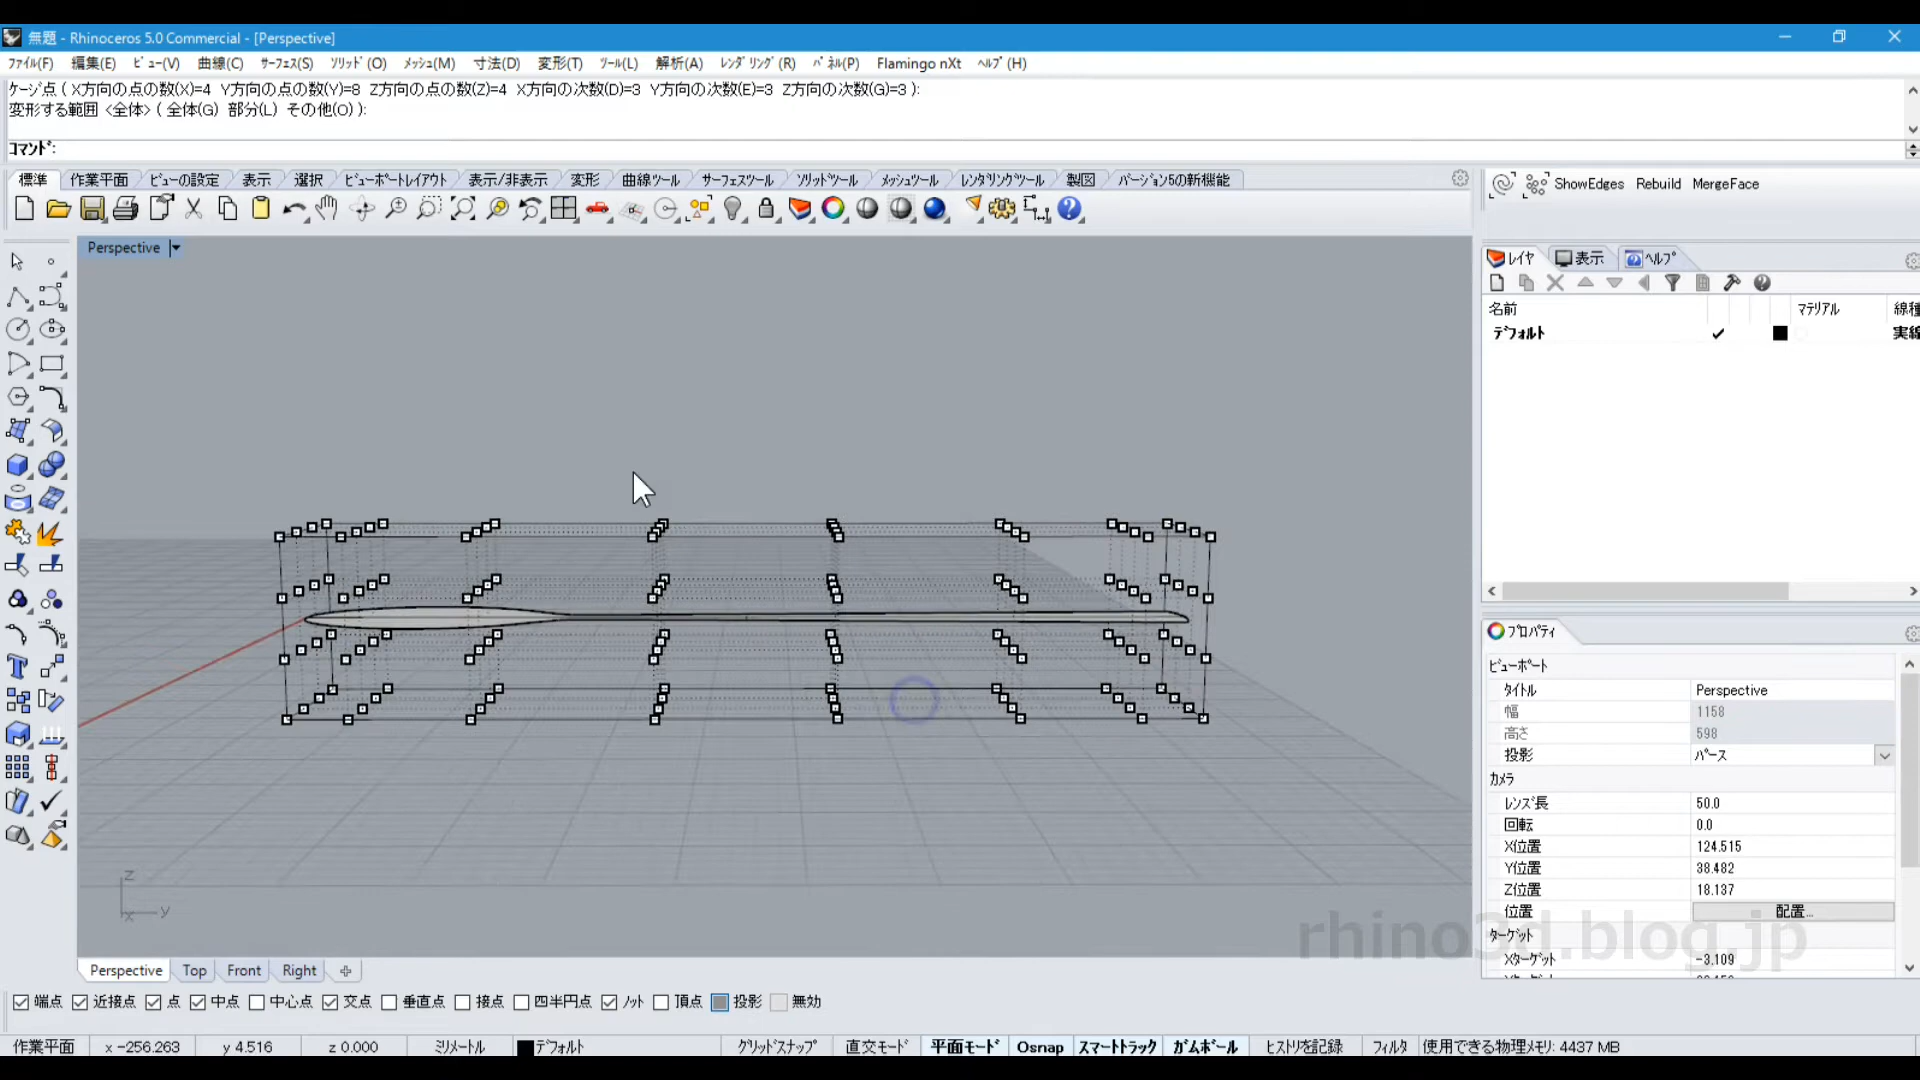 無題 - Rhinoceros 5.0 Commercial - [Perspective]
ﾌｧｲﾙ(F) 編集(E) ﾋﾞｭｰ(V) 曲線(C) ｻｰﾌｪｽ(S) ｿﾘｯﾄﾞ(O) ﾒｯｼｭ(M) 寸法(D) 変形(T) ﾂｰﾙ(L) 解析(A) ﾚﾝﾀﾞﾘﾝｸﾞ(R) ﾊﾟﾈﾙ(P) Flamingo nXt ﾍﾙﾌﾟ(H)
ケージ点 ( X方向の点の数(X)=4 Y方向の点の数(Y)=8 Z方向の点の数(Z)=4 X方向の次数(D)=3 Y方向の次数(E)=3 Z方向の次数(G)=3 ):
変形する範囲 <全体> ( 全体(G) 部分(L) その他(O) ):
ｺﾏﾝﾄﾞ:
標準 作業平面 ﾋﾞｭｰの設定 表示 選択 ﾋﾞｭｰﾎﾟｰﾄﾚｲｱｳﾄ 表示/非表示 変形 曲線ﾂｰﾙ ｻｰﾌｪｽﾂｰﾙ ｿﾘｯﾄﾞﾂｰﾙ ﾒｯｼｭﾂｰﾙ ﾚﾝﾀﾞﾘﾝｸﾞﾂｰﾙ 製図 ﾊﾞｰｼﾞｮﾝ5の新機能
ShowEdges Rebuild MergeFace
Perspective
ﾚｲﾔ 表示 ﾍﾙﾌﾟ
名前 ﾏﾃﾘｱﾙ 線種
ﾃﾞﾌｫﾙﾄ 実線
ﾌﾟﾛﾊﾟﾃｨ
ﾋﾞｭｰﾎﾟｰﾄ
ﾀｲﾄﾙ Perspective
幅 1158
高さ 598
投影 ﾊﾟｰｽ
ｶﾒﾗ
ﾚﾝｽﾞ長 50.0
回転 0.0
X位置 124.515
Y位置 38.482
Z位置 18.137
位置 配置...
ﾀｰｹﾞｯﾄ
Xﾀｰｹﾞｯﾄ -3.109
z
x y
rhino3d.blog.jp
Perspective Top Front Right
端点 近接点 点 中点 中心点 交点 垂直点 接点 四半円点 ﾉｯﾄ 頂点 投影 無効
作業平面 x -256.263 y 4.516 z 0.000 ﾐﾘﾒｰﾄﾙ ﾃﾞﾌｫﾙﾄ ｸﾞﾘｯﾄﾞｽﾅｯﾌﾟ 直交ﾓｰﾄﾞ 平面ﾓｰﾄﾞ Osnap ｽﾏｰﾄﾄﾗｯｸ ｶﾞﾑﾎﾞｰﾙ ﾋｽﾄﾘを記録 ﾌｨﾙﾀ 使用できる物理ﾒﾓﾘ: 4437 MB